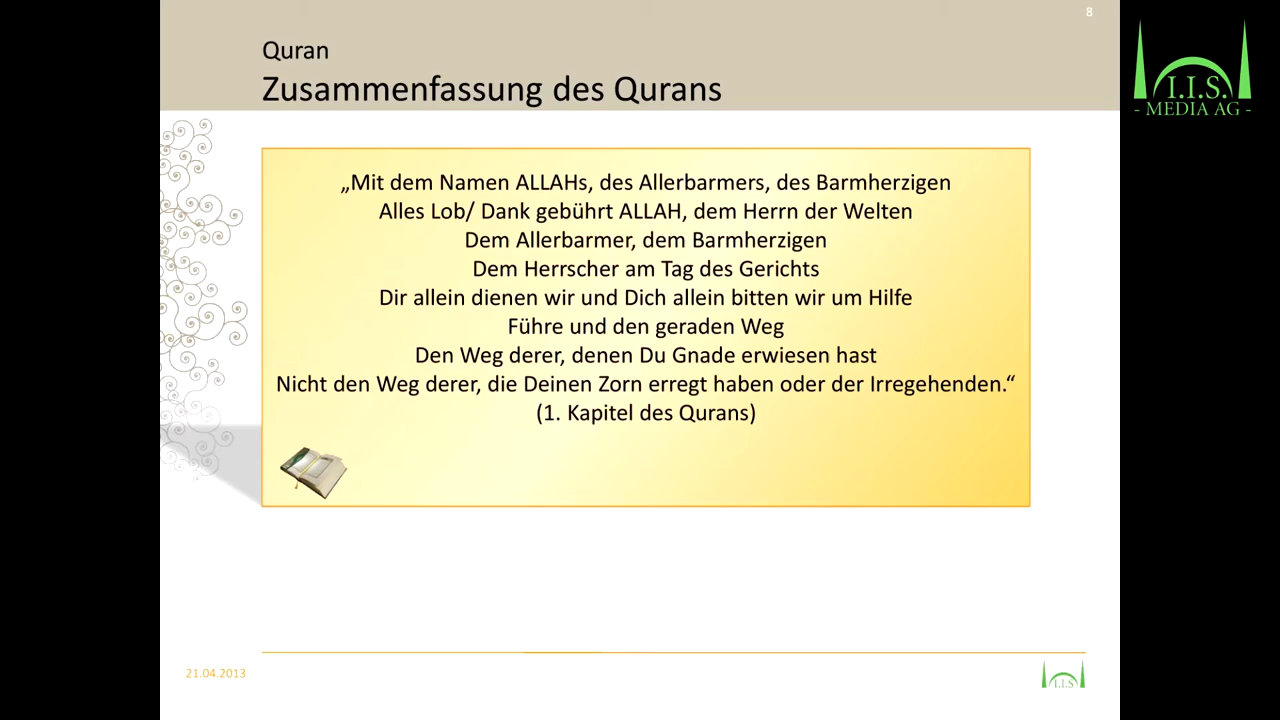 8
Quran
Zusammenfassung des Qurans
I.I.S.
- MEDIA AG -
„Mit dem Namen ALLAHs, des Allerbarmers, des Barmherzigen
Alles Lob/ Dank gebührt ALLAH, dem Herrn der Welten
Dem Allerbarmer, dem Barmherzigen
Dem Herrscher am Tag des Gerichts
Dir allein dienen wir und Dich allein bitten wir um Hilfe
Führe und den geraden Weg
Den Weg derer, denen Du Gnade erwiesen hast
Nicht den Weg derer, die Deinen Zorn erregt haben oder der Irregehenden.“
(1. Kapitel des Qurans)
21.04.2013
I.I.S